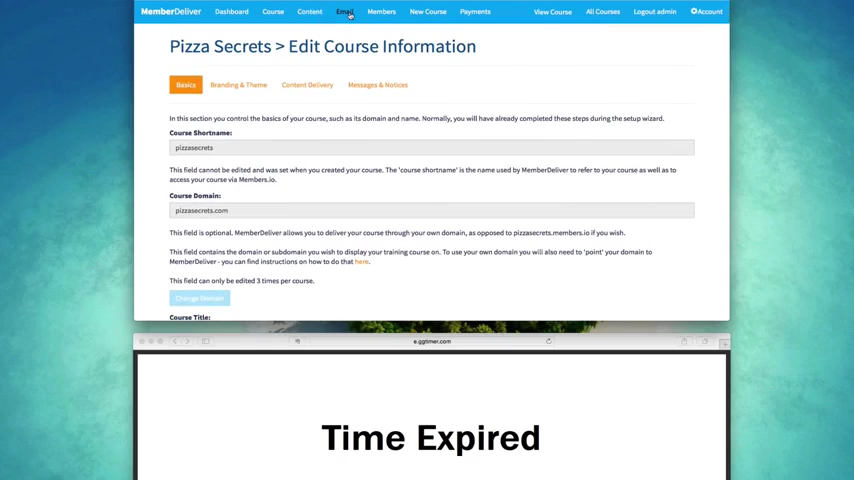 MemberDeliver Dashboard Course Content Email Members New Course Payments View Course All Courses Logout admin Account
Pizza Secrets > Edit Course Information
Basics Branding & Theme Content Delivery Messages & Notices
In this section you control the basics of your course, such as its domain and name. Normally, you will have already completed these steps during the setup wizard.
Course Shortname:
pizzasecrets
This field cannot be edited and was set when you created your course. The 'course shortname' is the name used by MemberDeliver to refer to your course as well as to
access your course via Members.io.
Course Domain:
pizzasecrets.com
This field is optional. MemberDeliver allows you to deliver your course through your own domain, as opposed to pizzasecrets.members.io if you wish.
This field contains the domain or subdomain you wish to display your training course on. To use your own domain you will also need to 'point' your domain to
MemberDeliver - you can find instructions on how to do that here.
This field can only be edited 3 times per course.
Change Domain
Course Title:
e.ggtimer.com
Time Expired